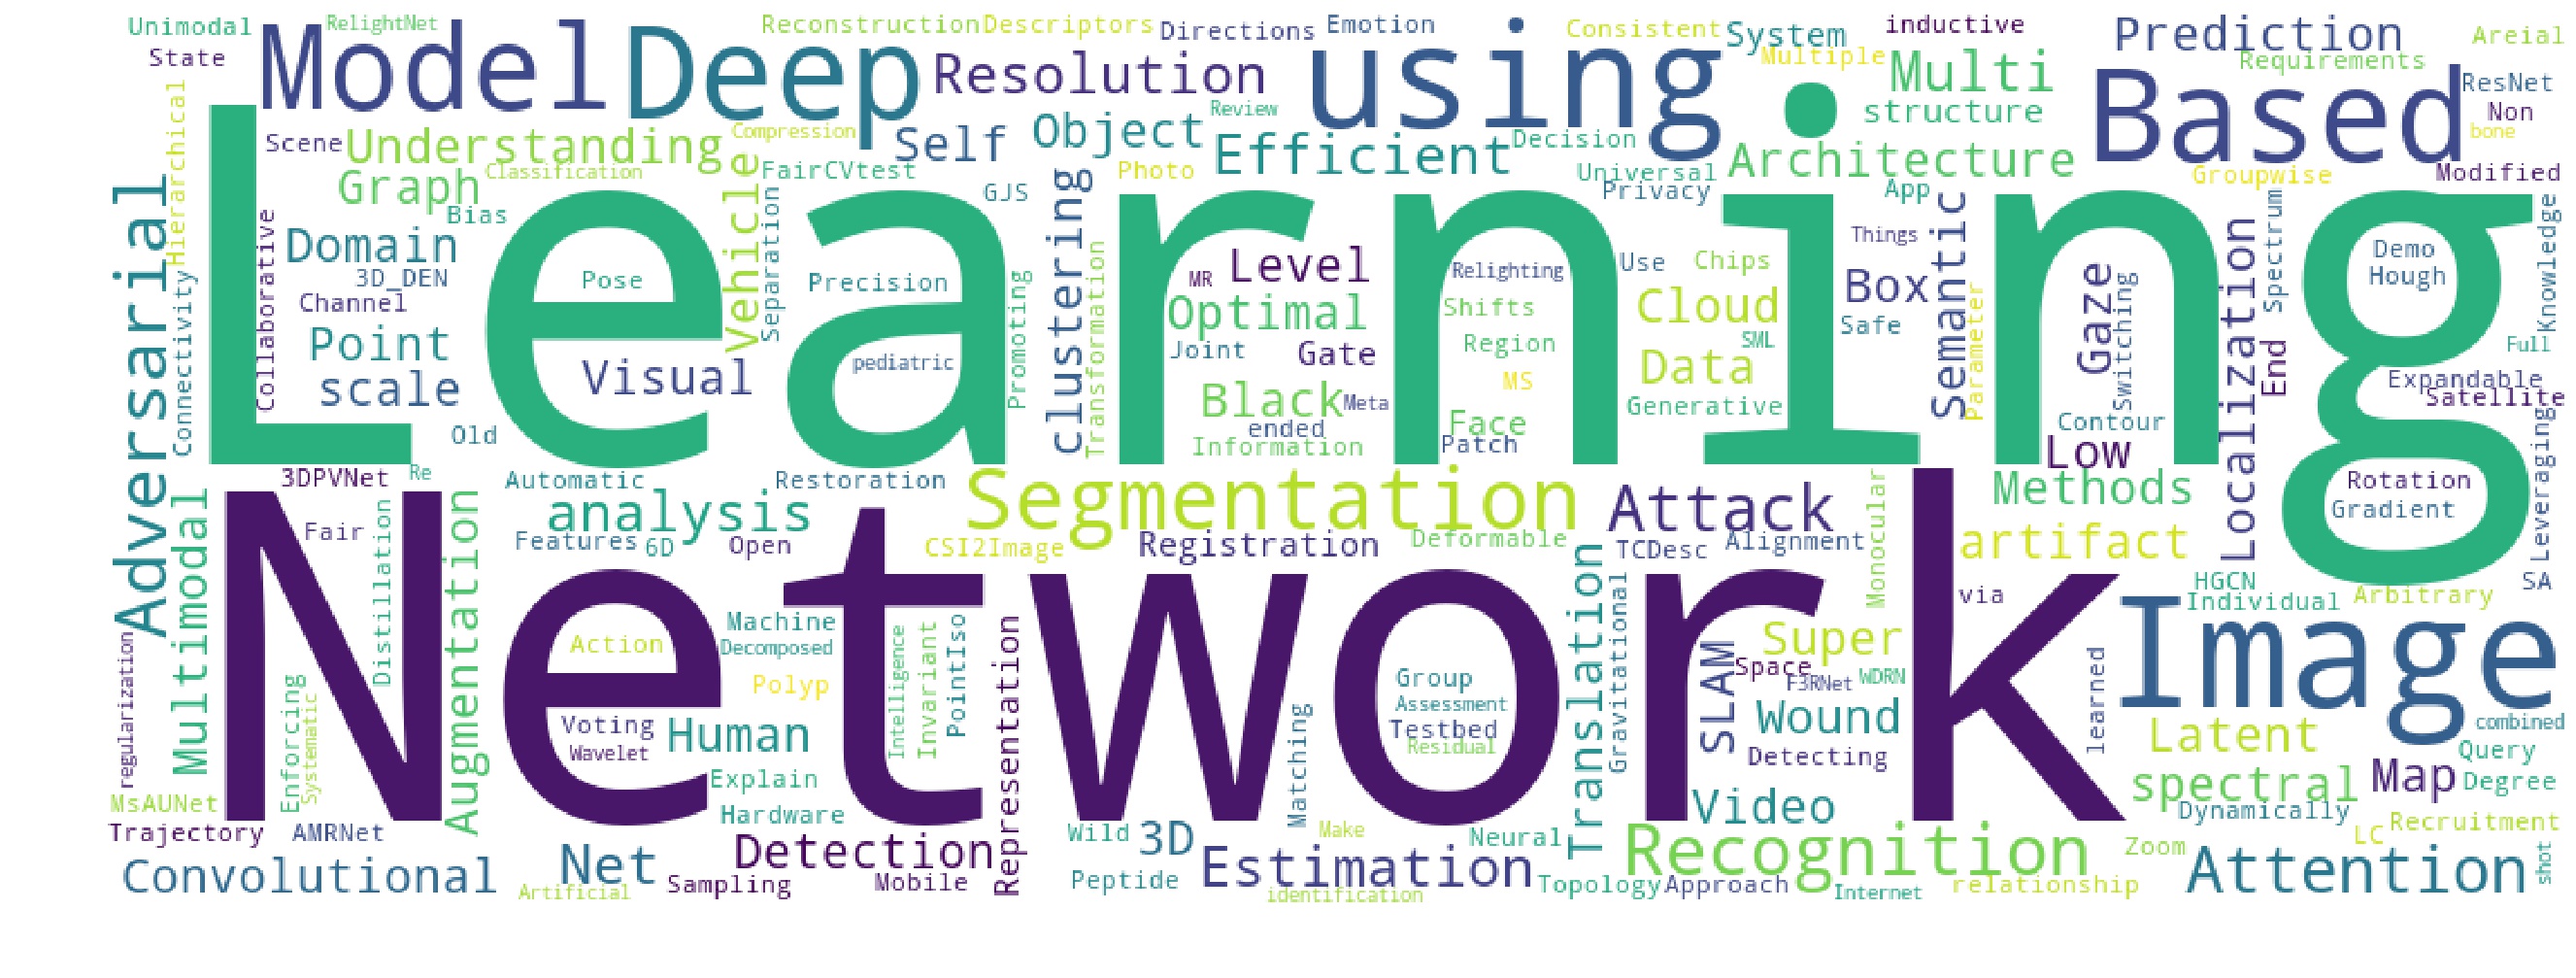 Unimodal
RelightNet
State
Model
Deep
Reconstruction
Descriptors
Directions
Emotion
Consistent
System
Multiple
inductive
Prediction
Areial
Requirements
Resolution
using
Multi
Based
ResNet
Non
bone
Hierarchical
Scene
Understanding
Compression
Self
Object
Review
Efficient
Decision
structure
Architecture
Graph
Classification
Vehicle
FairCVtest
Photo
Universal
Privacy
App
Groupwise
Modified
Adversarial
Bias
Separation
GJS
clustering
Learning
Semantic
Spectrum
Knowledge
Collaborative
Domain
3D_DEN
Channel
Connectivity
Pose
Precision
Promoting
Transformation
MR
Level
Relighting
Use
Chips
Things
Box
Gaze
Switching
Localization
Demo
Hough
Point
scale
Visual
pediatric
Optimal
Joint
Gate
Shifts
Region
Cloud
SML
Safe
Parameter
End
Full
Expandable
Satellite
Data
MS
Black
Meta
ended
Information
Face
Patch
Generative
Contour
Low
Leveraging
Old
3DPVNet
Re
Automatic
Restoration
Segmentation
Attack
Methods
Rotation
Gradient
Multimodal
Fair
Distillation
Augmentation
analysis
Features
6D
Open
CSI2Image
Registration
Deformable
TCDesc
Alignment
Monocular
artifact
Network
Translation
Gravitational
via
HGCN
Individual
Arbitrary
SA
Image
regularization
Enforcing
Systematic
Action
Machine
Decomposed
Polyp
Intelligence
Invariant
PointIso
Representation
Voting
Wavelet
Human
Group
Assessment
Testbed
Residual
Matching
SLAM
Super
Space
F3RNet
WDRN
Wound
Detecting
learned
Latent
combined
Query
MsAUNet
Explain
Hardware
Video
spectral
Map
Degree
Dynamically
Trajectory
AMRNet
Detection
Wild
3D
Make
Neural
Recognition
Zoom
LC
Recruitment
Convolutional
Net
Artificial
Sampling
Mobile
Peptide
Estimation
identification
Topology
Approach
Internet
relationship
Attention
shot